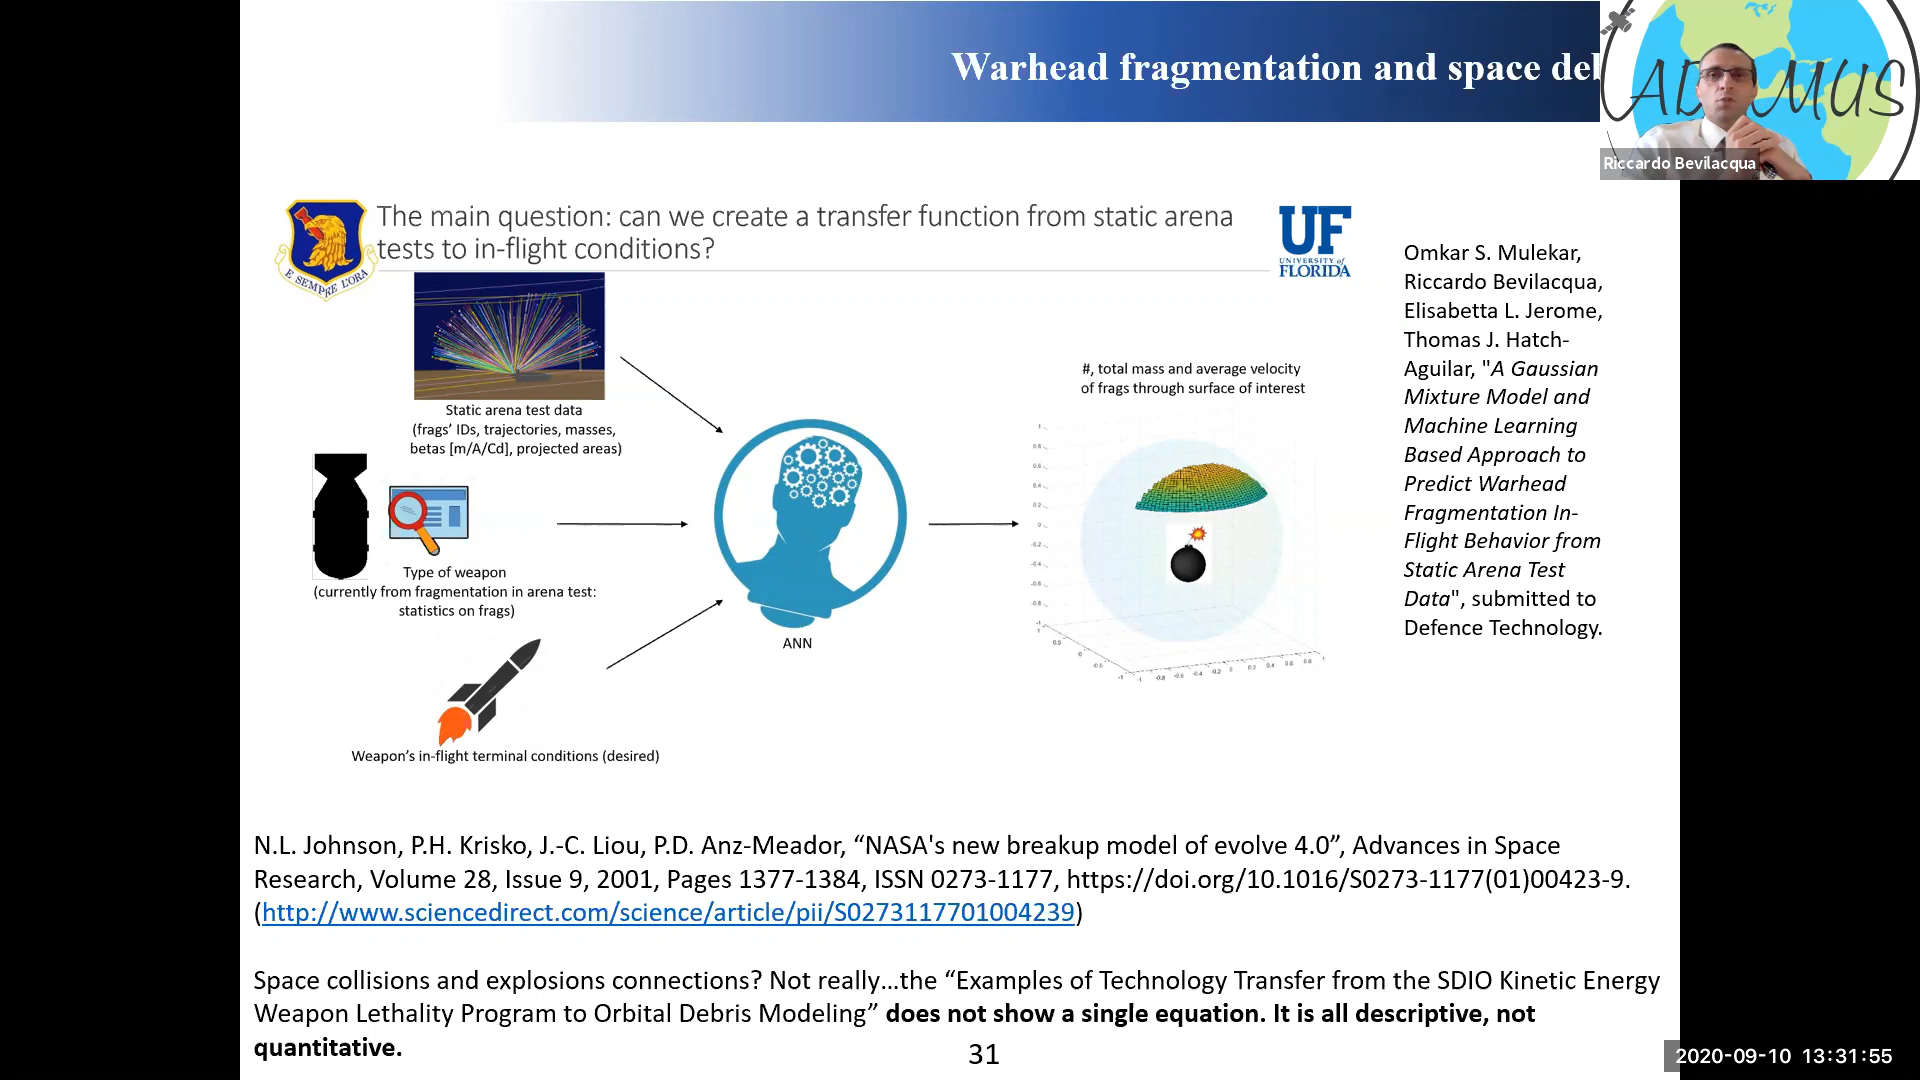 Warhead fragmentation and space deb
ADAMUS
Riccardo Bevilacqua
The main question: can we create a transfer function from static arena
tests to in-flight conditions?
E SEMPRE L'ORA
UF
UNIVERSITY of
FLORIDA
Static arena test data
(frags' IDs, trajectories, masses,
betas [m/A/Cd], projected areas)
Type of weapon
(currently from fragmentation in arena test:
statistics on frags)
Weapon's in-flight terminal conditions (desired)
ANN
#, total mass and average velocity
of frags through surface of interest
Omkar S. Mulekar,
Riccardo Bevilacqua,
Elisabetta L. Jerome,
Thomas J. Hatch-
Aguilar, "A Gaussian
Mixture Model and
Machine Learning
Based Approach to
Predict Warhead
Fragmentation In-
Flight Behavior from
Static Arena Test
Data", submitted to
Defence Technology.
N.L. Johnson, P.H. Krisko, J.-C. Liou, P.D. Anz-Meador, “NASA's new breakup model of evolve 4.0”, Advances in Space
Research, Volume 28, Issue 9, 2001, Pages 1377-1384, ISSN 0273-1177, https://doi.org/10.1016/S0273-1177(01)00423-9.
(http://www.sciencedirect.com/science/article/pii/S0273117701004239)
Space collisions and explosions connections? Not really…the “Examples of Technology Transfer from the SDIO Kinetic Energy
Weapon Lethality Program to Orbital Debris Modeling” does not show a single equation. It is all descriptive, not
quantitative.
31
2020-09-10 13:31:55